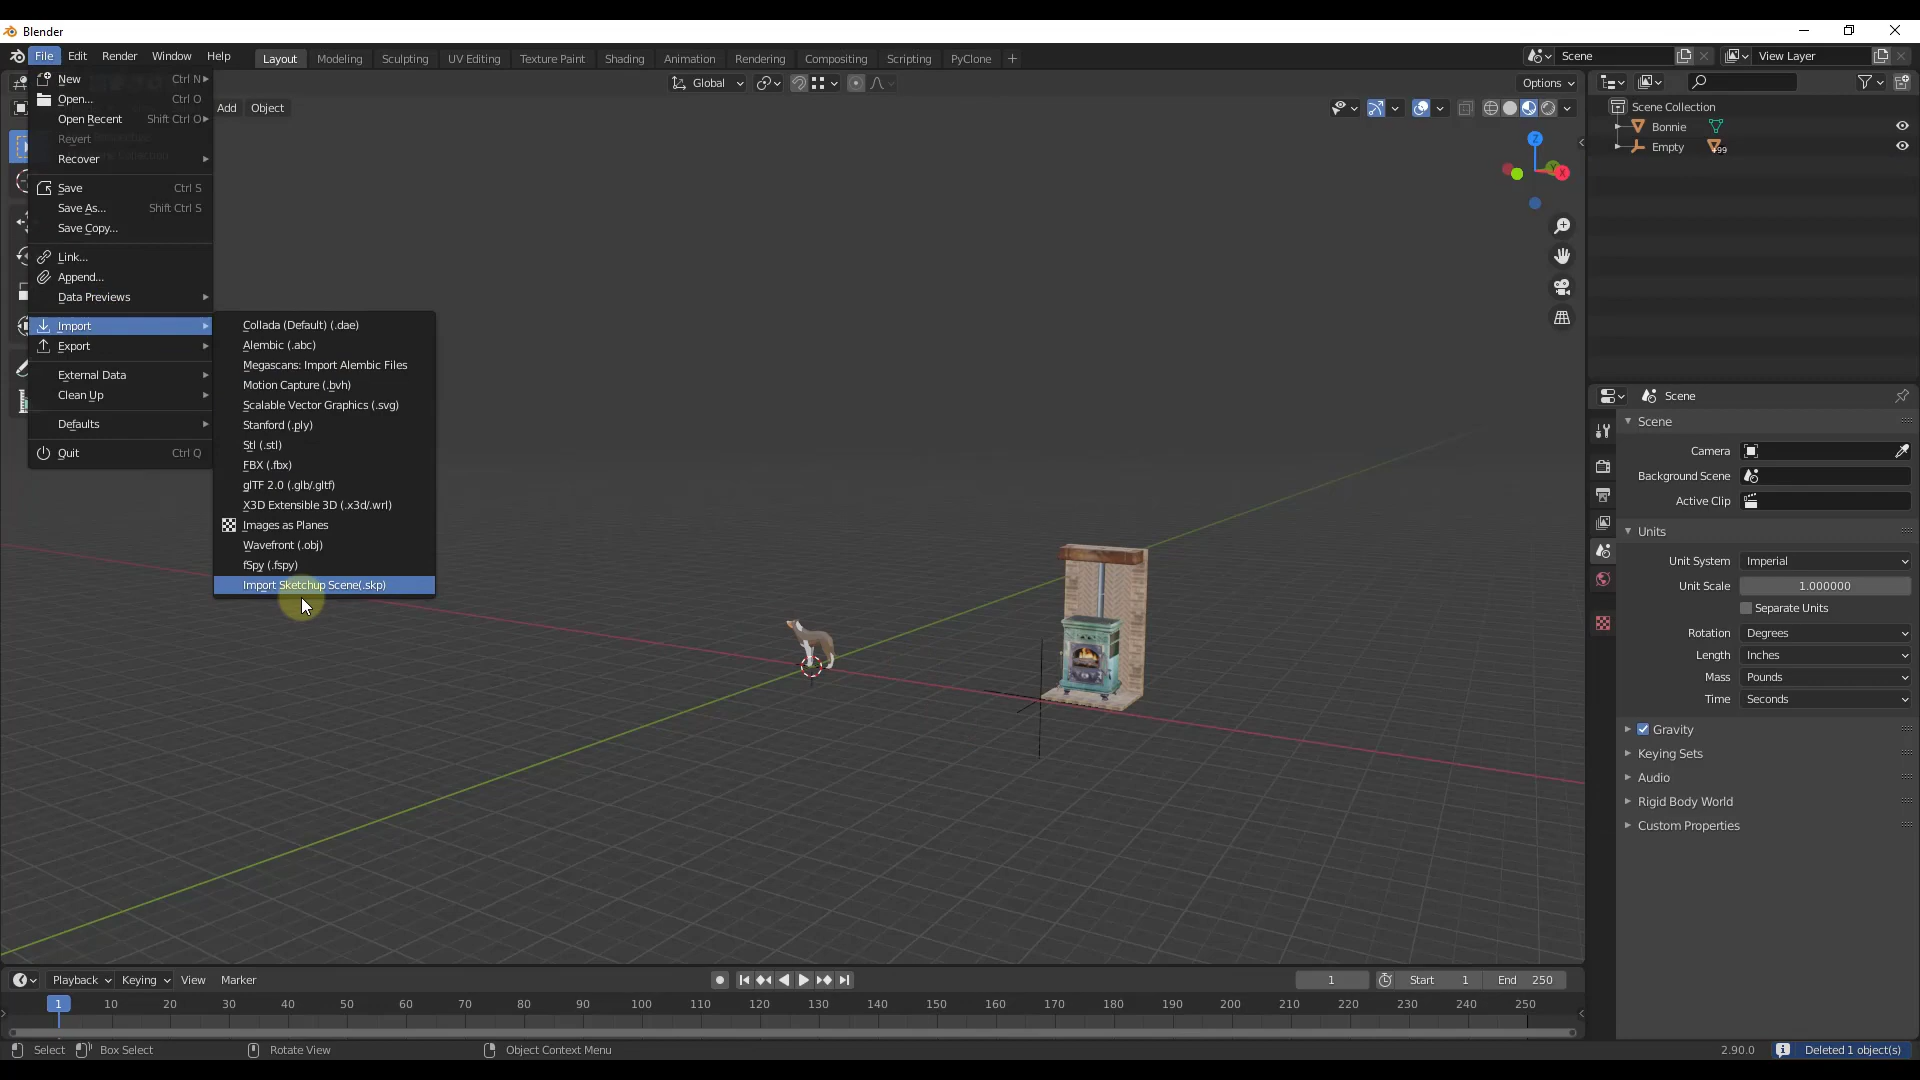 Blender
File Edit Render Window Help Layout Modeling Sculpting UV Editing Texture Paint Shading Animation Rendering Compositing Scripting PyClone + Scene View Layer
New Ctrl N
Open... Ctrl O
Open Recent Shift Ctrl O
Revert
Recover
Save Ctrl S
Save As... Shift Ctrl S
Save Copy...
Link...
Append...
Data Previews
Import
Export
External Data
Clean Up
Defaults
Quit Ctrl Q
Collada (Default) (.dae)
Alembic (.abc)
Megascans: Import Alembic Files
Motion Capture (.bvh)
Scalable Vector Graphics (.svg)
Stanford (.ply)
Stl (.stl)
FBX (.fbx)
glTF 2.0 (.glb/.gltf)
X3D Extensible 3D (.x3d/.wrl)
Images as Planes
Wavefront (.obj)
fSpy (.fspy)
Import Sketchup Scene(.skp)
Global Options
Add Object
Z
Y
X
Scene Collection
Bonnie
Empty +99
Scene
Scene
Camera
Background Scene
Active Clip
Units
Unit System Imperial
Unit Scale 1.000000
Separate Units
Rotation Degrees
Length Inches
Mass Pounds
Time Seconds
Gravity
Keying Sets
Audio
Rigid Body World
Custom Properties
Playback Keying View Marker 1 Start 1 End 250
1 10 20 30 40 50 60 70 80 90 100 110 120 130 140 150 160 170 180 190 200 210 220 230 240 250
Select Box Select Rotate View Object Context Menu 2.90.0 Deleted 1 object(s)